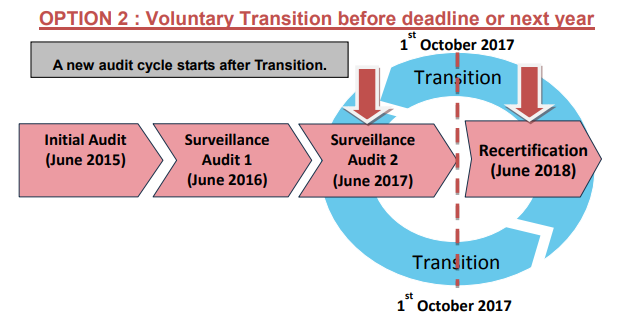 OPTION 2 : Voluntary Transition before deadline or next year
1st October 2017
A new audit cycle starts after Transition.
Transition
Initial Audit
(June 2015)
Surveillance
Audit 1
(June 2016)
Surveillance
Audit 2
(June 2017)
Recertification
(June 2018)
Transition
1st October 2017